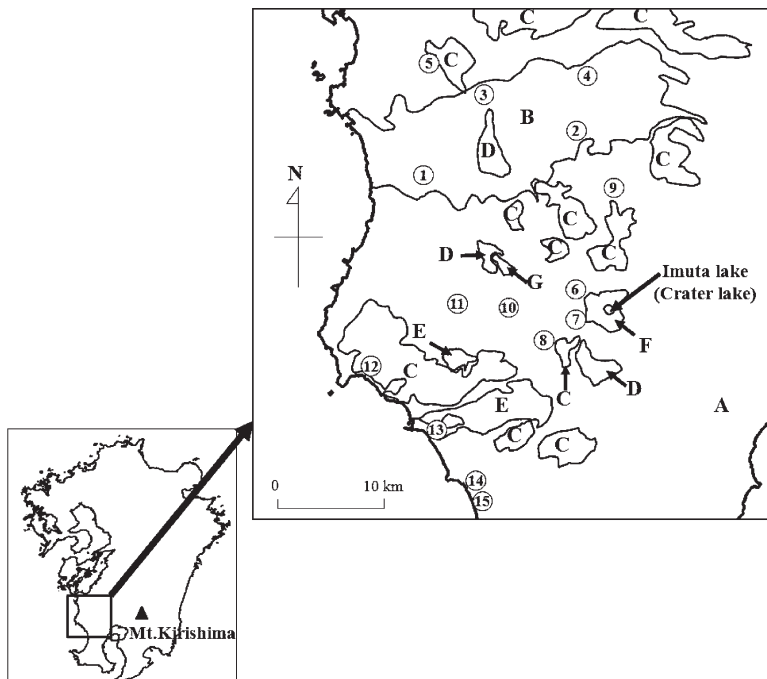 C
C
C
⑤
④
③
B
②
D
C
①
N
⑨
C
C
C
C
D
G
Imuta lake
(Crater lake)
⑥
⑪
⑩
⑦
F
E
⑧
⑫
C
C
D
E
A
⑬
C
C
⑭
⑮
0 10 km
Mt.Kirishima